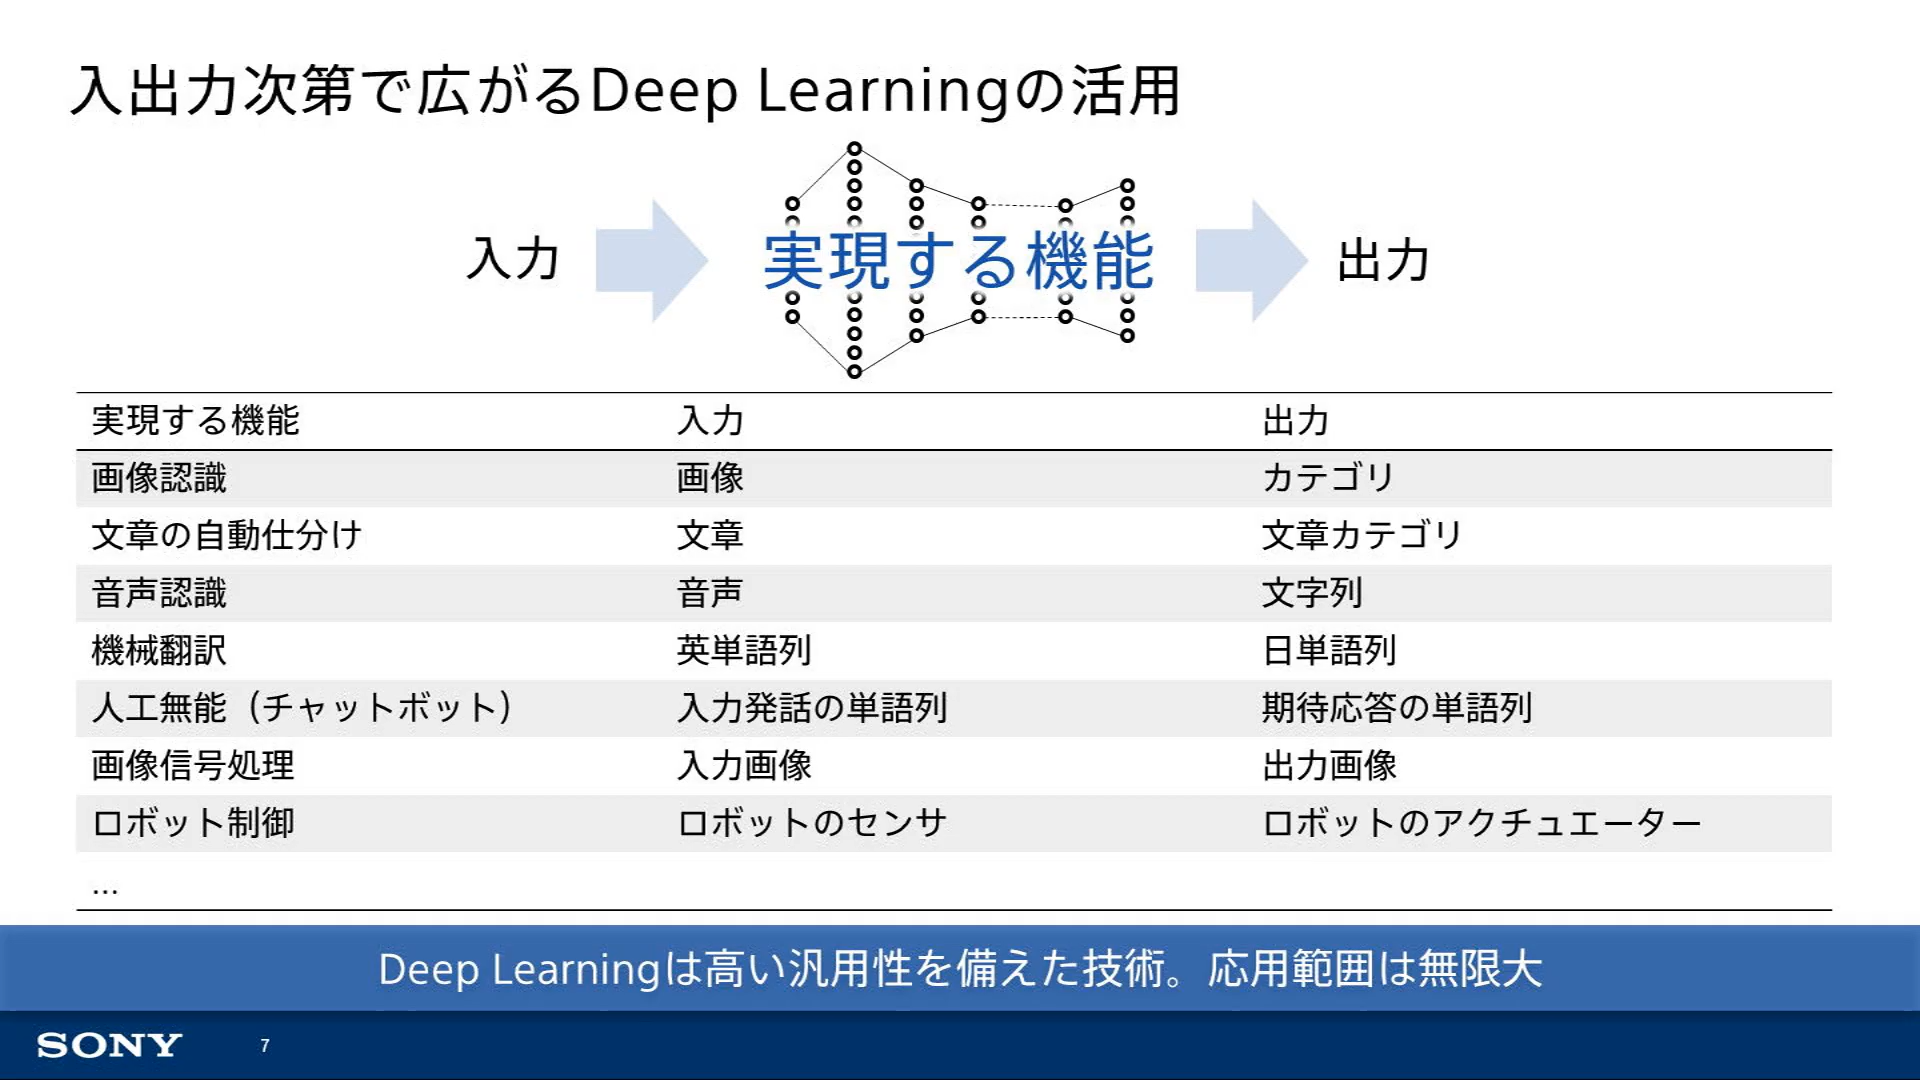 入出力次第で広がるDeep Learningの活用
入力 実現する機能 出力
実現する機能 入力 出力
画像認識 画像 カテゴリ
文章の自動仕分け 文章 文章カテゴリ
音声認識 音声 文字列
機械翻訳 英単語列 日単語列
人工無能（チャットボット） 入力発話の単語列 期待応答の単語列
画像信号処理 入力画像 出力画像
ロボット制御 ロボットのセンサ ロボットのアクチュエーター
…
Deep Learningは高い汎用性を備えた技術。応用範囲は無限大
SONY 7